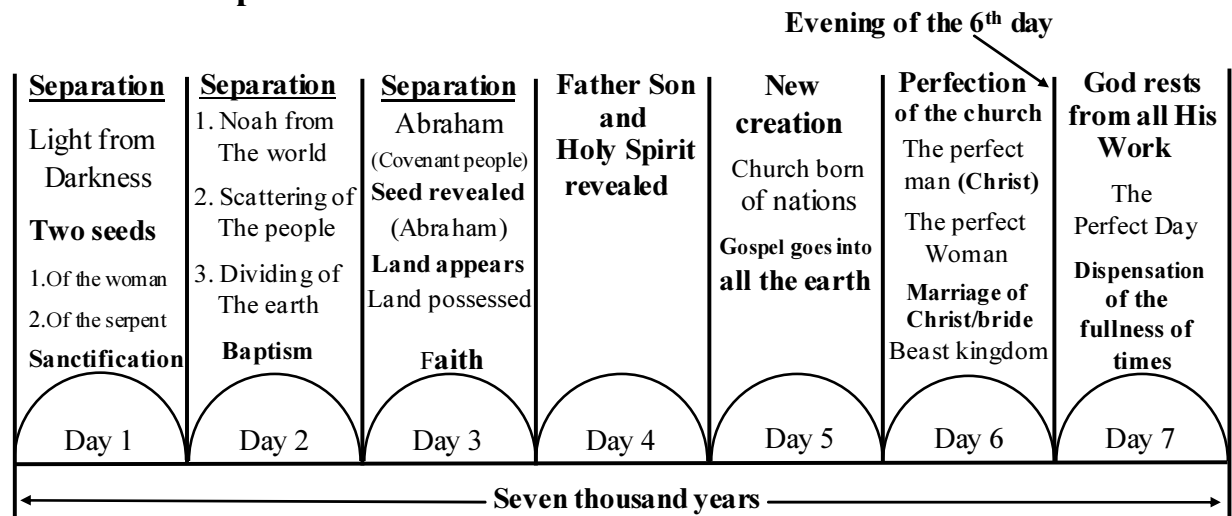 Evening of the 6th day
Separation
Light from
Darkness
Two seeds
1.Of the woman
2.Of the serpent
Sanctification
Day 1
Separation
1. Noah from
The world
2. Scattering of
The people
3. Dividing of
The earth
Baptism
Day 2
Separation
Abraham
(Covenant people)
Seed revealed
(Abraham)
Land appears
Land possessed
Faith
Day 3
Father Son
and
Holy Spirit
revealed
Day 4
New
creation
Church born
of nations
Gospel goes into
all the earth
Day 5
Perfection
of the church
The perfect
man (Christ)
The perfect
Woman
Marriage of
Christ/bride
Beast kingdom
Day 6
God rests
from all His
Work
The
Perfect Day
Dispensation
of the
fullness of
times
Day 7
Seven thousand years